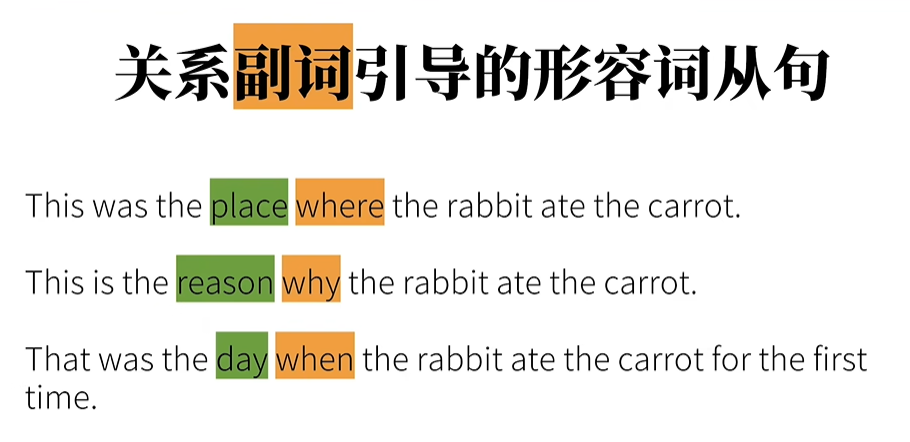 关系副词引导的形容词从句
This was the place where the rabbit ate the carrot.
This is the reason why the rabbit ate the carrot.
That was the day when the rabbit ate the carrot for the first
time.